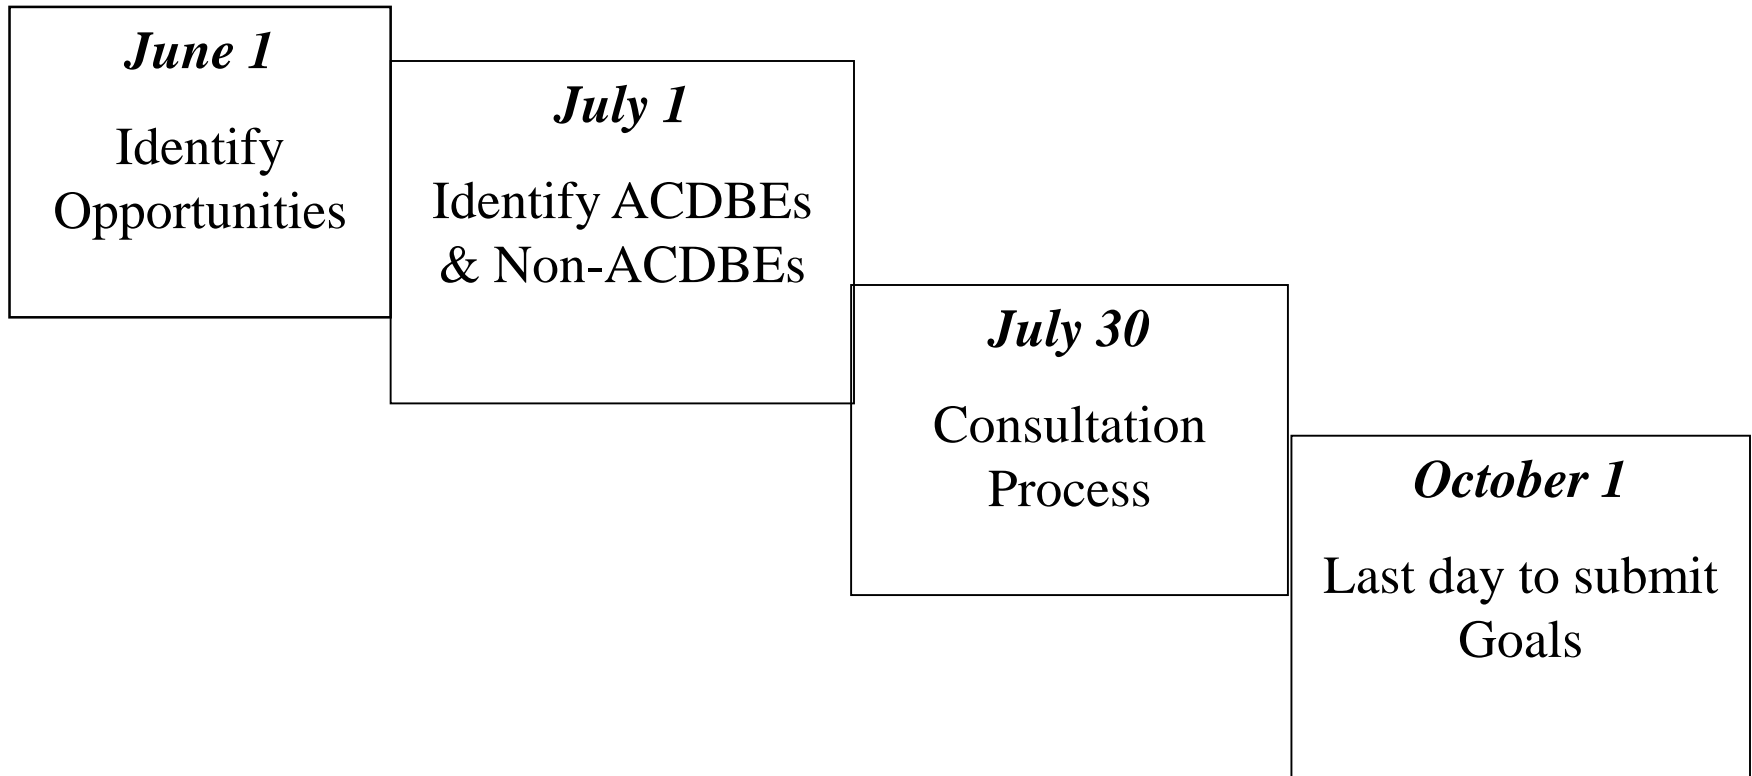 June 1
Identify
Opportunities
July 1
Identify ACDBEs
& Non-ACDBEs
July 30
Consultation
Process
October 1
Last day to submit
Goals